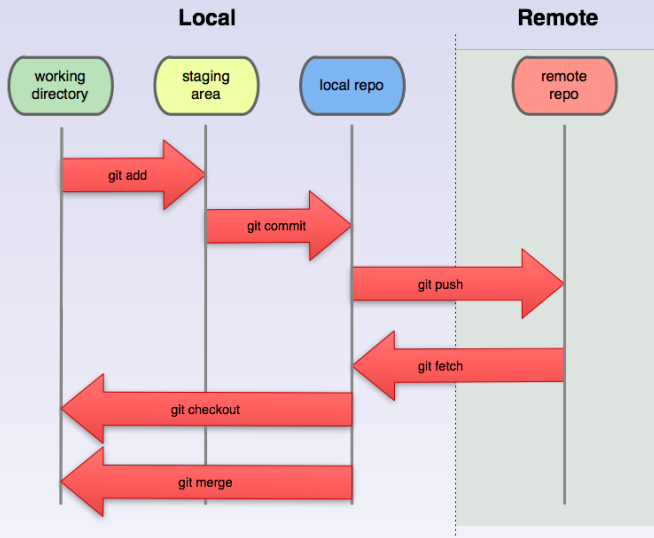 Local
Remote
working
directory
staging
area
local repo
remote
repo
git add
git commit
git push
git fetch
git checkout
git merge